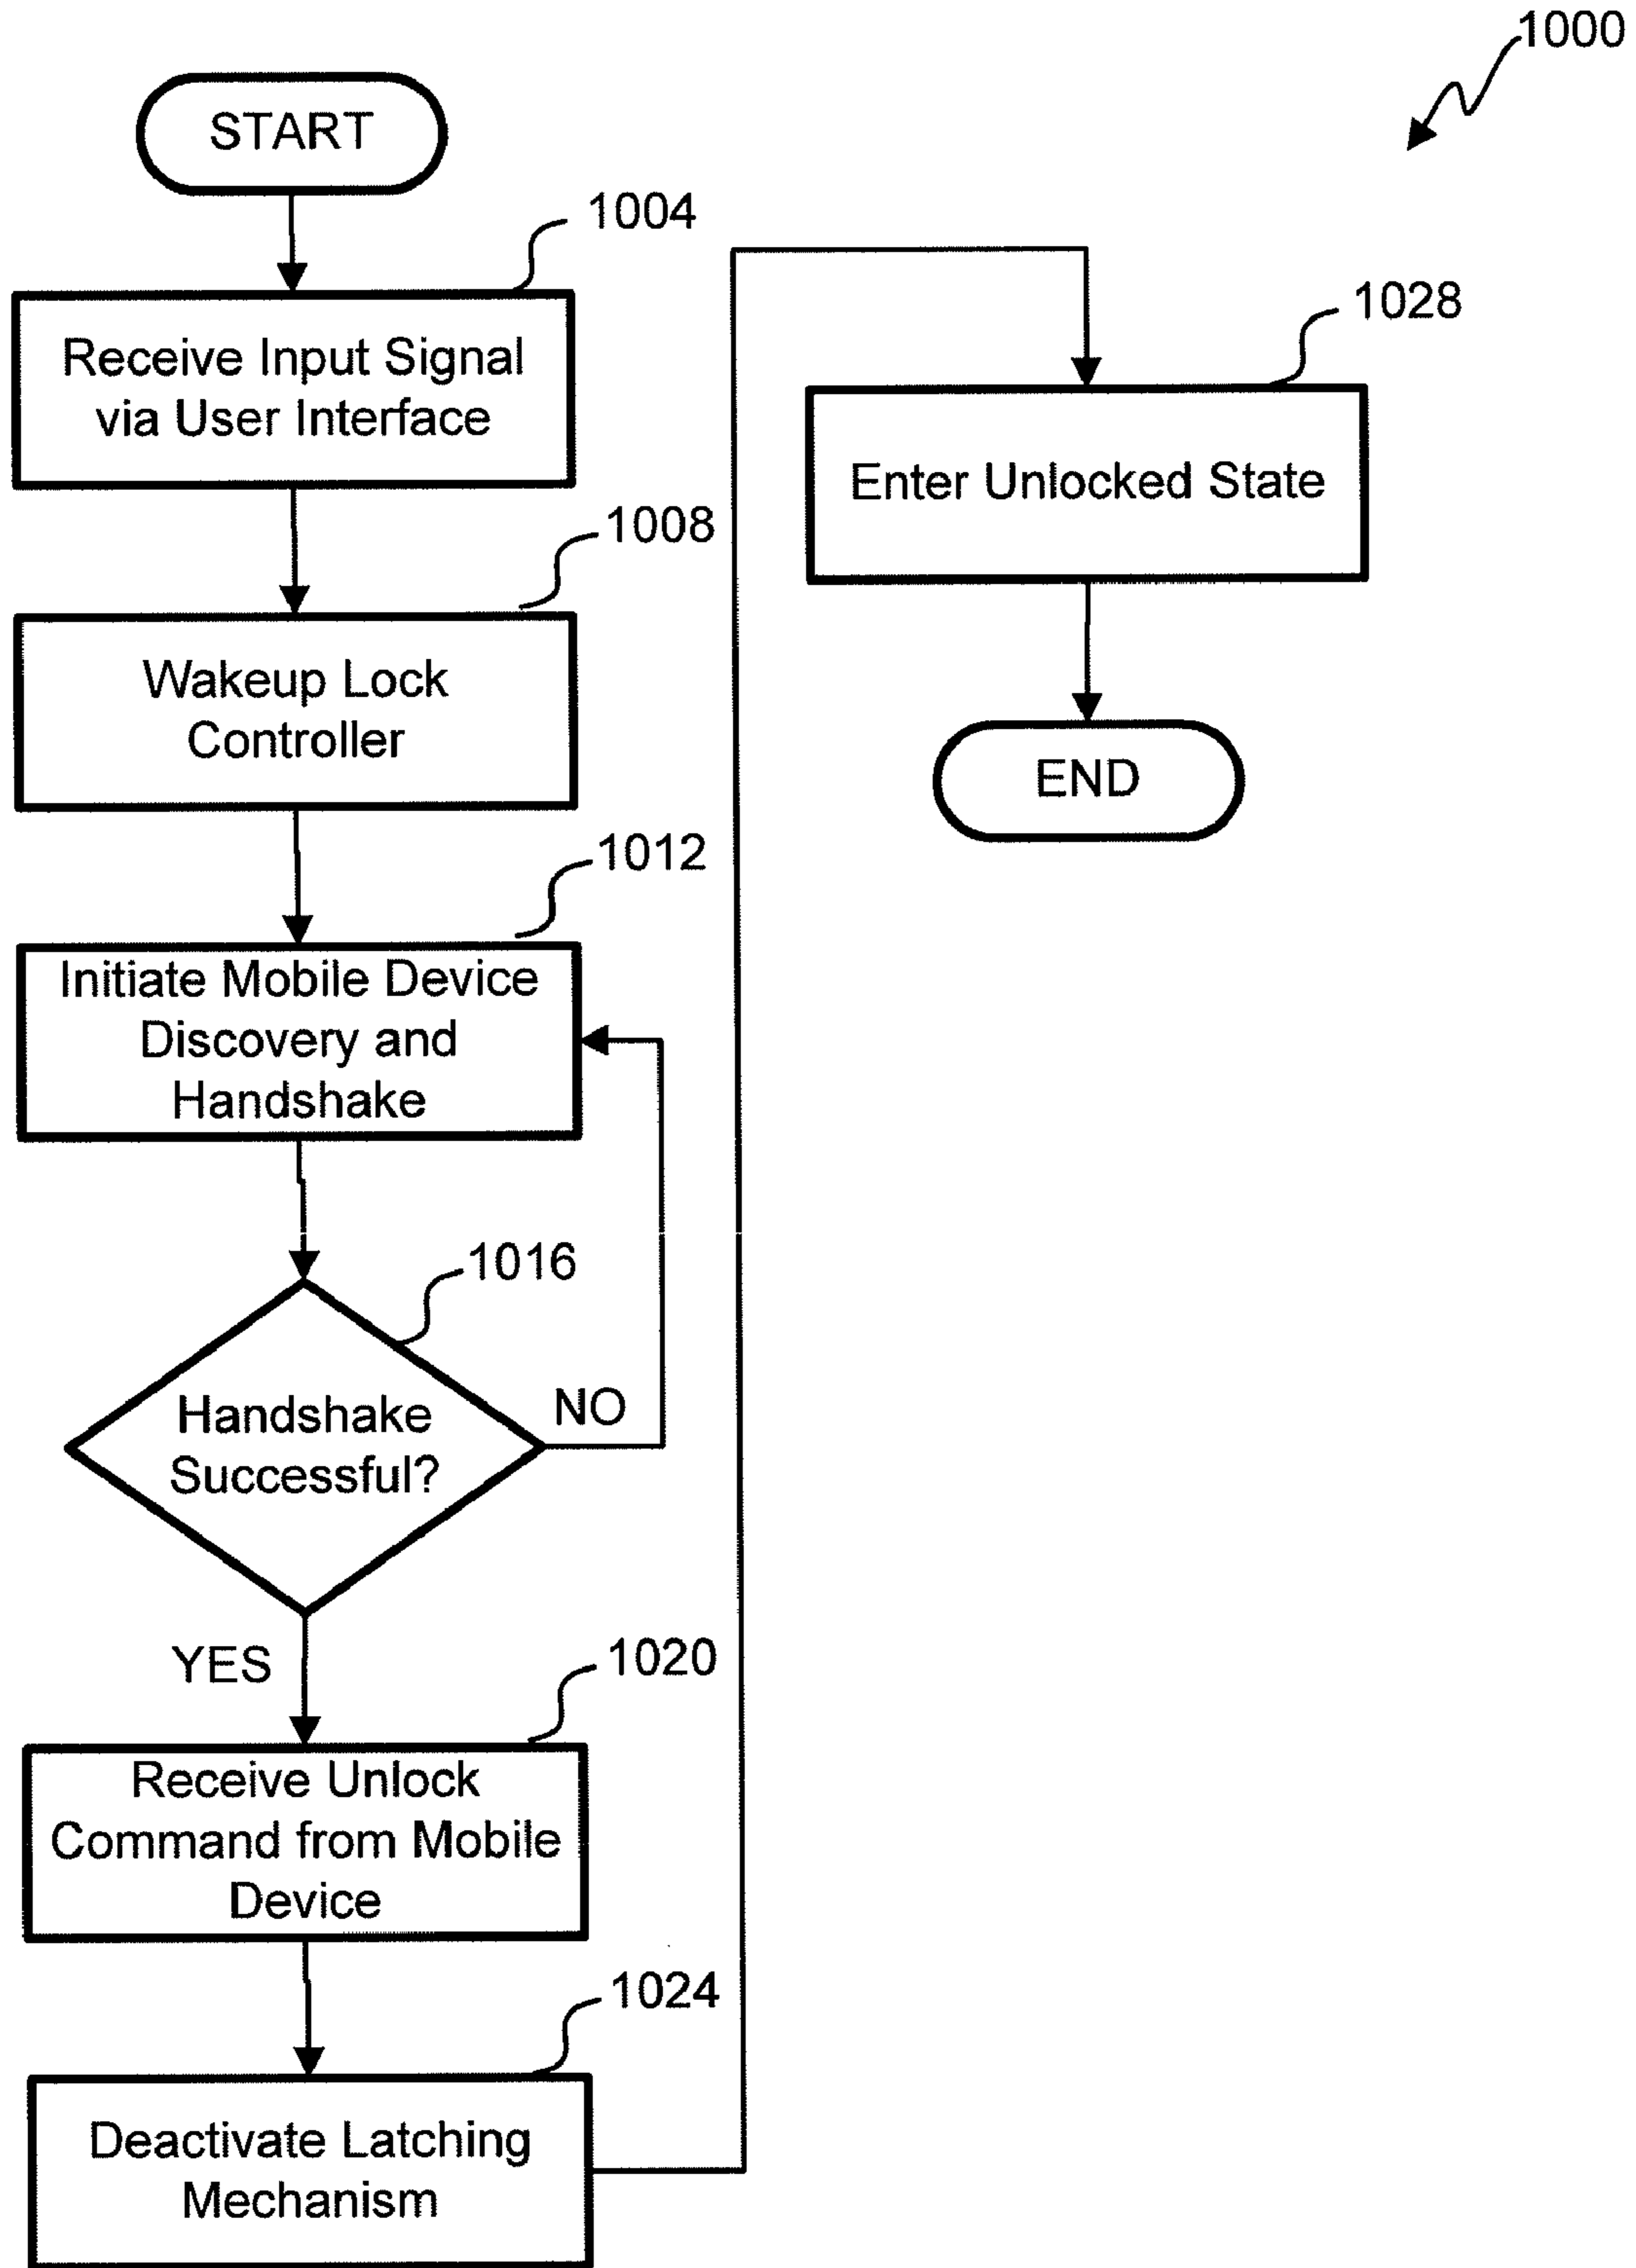 1000
START
1004
Receive Input Signal
via User Interface
1008
Wakeup Lock
Controller
1012
Initiate Mobile Device
Discovery and
Handshake
1016
Handshake
Successful?
NO
YES
1020
Receive Unlock
Command from Mobile
Device
1024
Deactivate Latching
Mechanism
1028
Enter Unlocked State
END